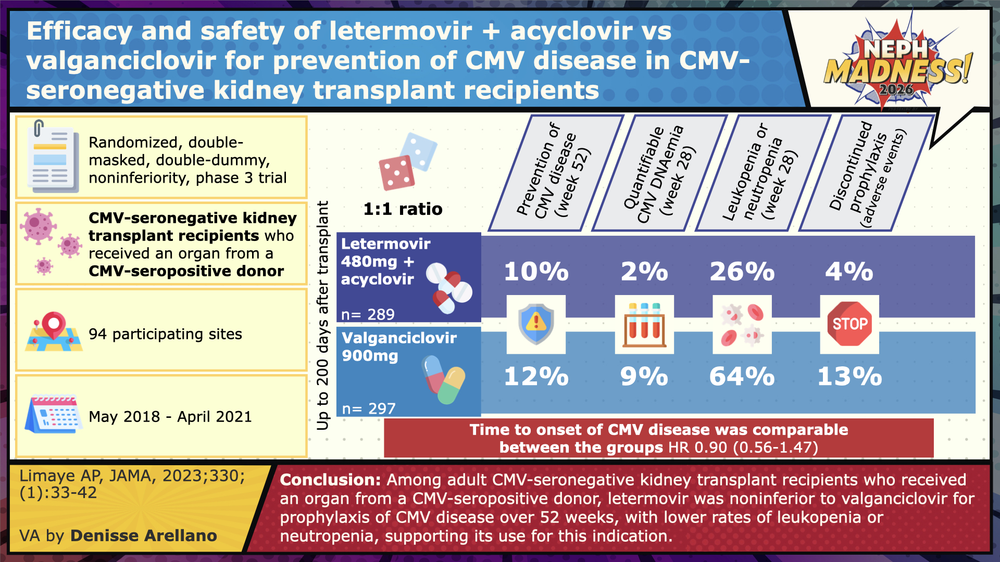 Efficacy and safety of letermovir + acyclovir vs
valganciclovir for prevention of CMV disease in CMV-
seronegative kidney transplant recipients
NEPH
MADNESS!
2026
Randomized, double-
masked, double-dummy,
noninferiority, phase 3 trial
CMV-seronegative kidney
transplant recipients who
received an organ from a
CMV-seropositive donor
94 participating sites
May 2018 - April 2021
Up to 200 days after transplant
1:1 ratio
Prevention of
CMV disease
(week 52)
Quantifiable
CMV DNAemia
(week 28)
Leukopenia or
neutropenia
(week 28)
Discontinued
prophylaxis
(adverse events)
Letermovir
480mg +
acyclovir
n= 289
10%
2%
26%
4%
STOP
Valganciclovir
900mg
n= 297
12%
9%
64%
13%
Time to onset of CMV disease was comparable
between the groups HR 0.90 (0.56-1.47)
Limaye AP, JAMA, 2023;330;
(1):33-42
VA by Denisse Arellano
Conclusion: Among adult CMV-seronegative kidney transplant recipients who received
an organ from a CMV-seropositive donor, letermovir was noninferior to valganciclovir for
prophylaxis of CMV disease over 52 weeks, with lower rates of leukopenia or
neutropenia, supporting its use for this indication.